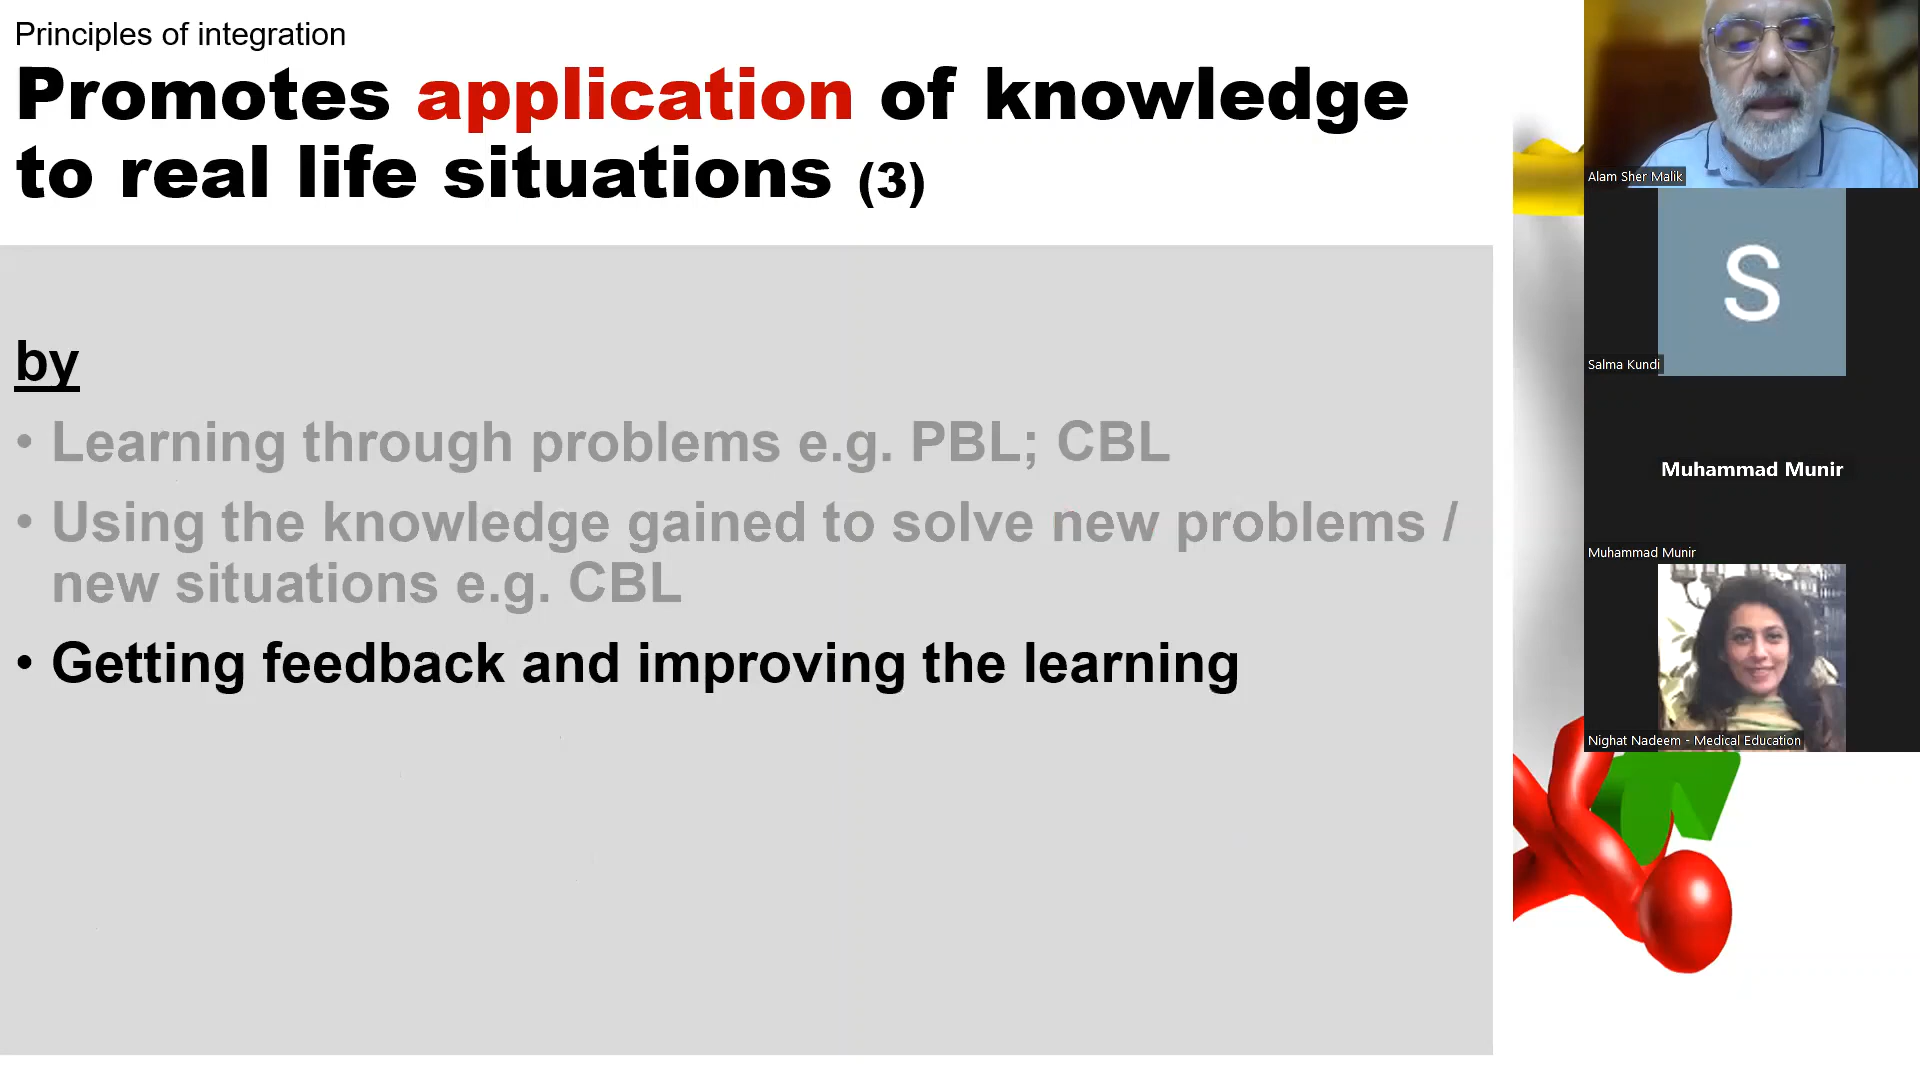 Principles of integration
Promotes application of knowledge
to real life situations (3)
by
• Learning through problems e.g. PBL; CBL
• Using the knowledge gained to solve new problems /
new situations e.g. CBL
• Getting feedback and improving the learning
Alam Sher Malik
S
Salma Kundi
Muhammad Munir
Muhammad Munir
Nighat Nadeem - Medical Education